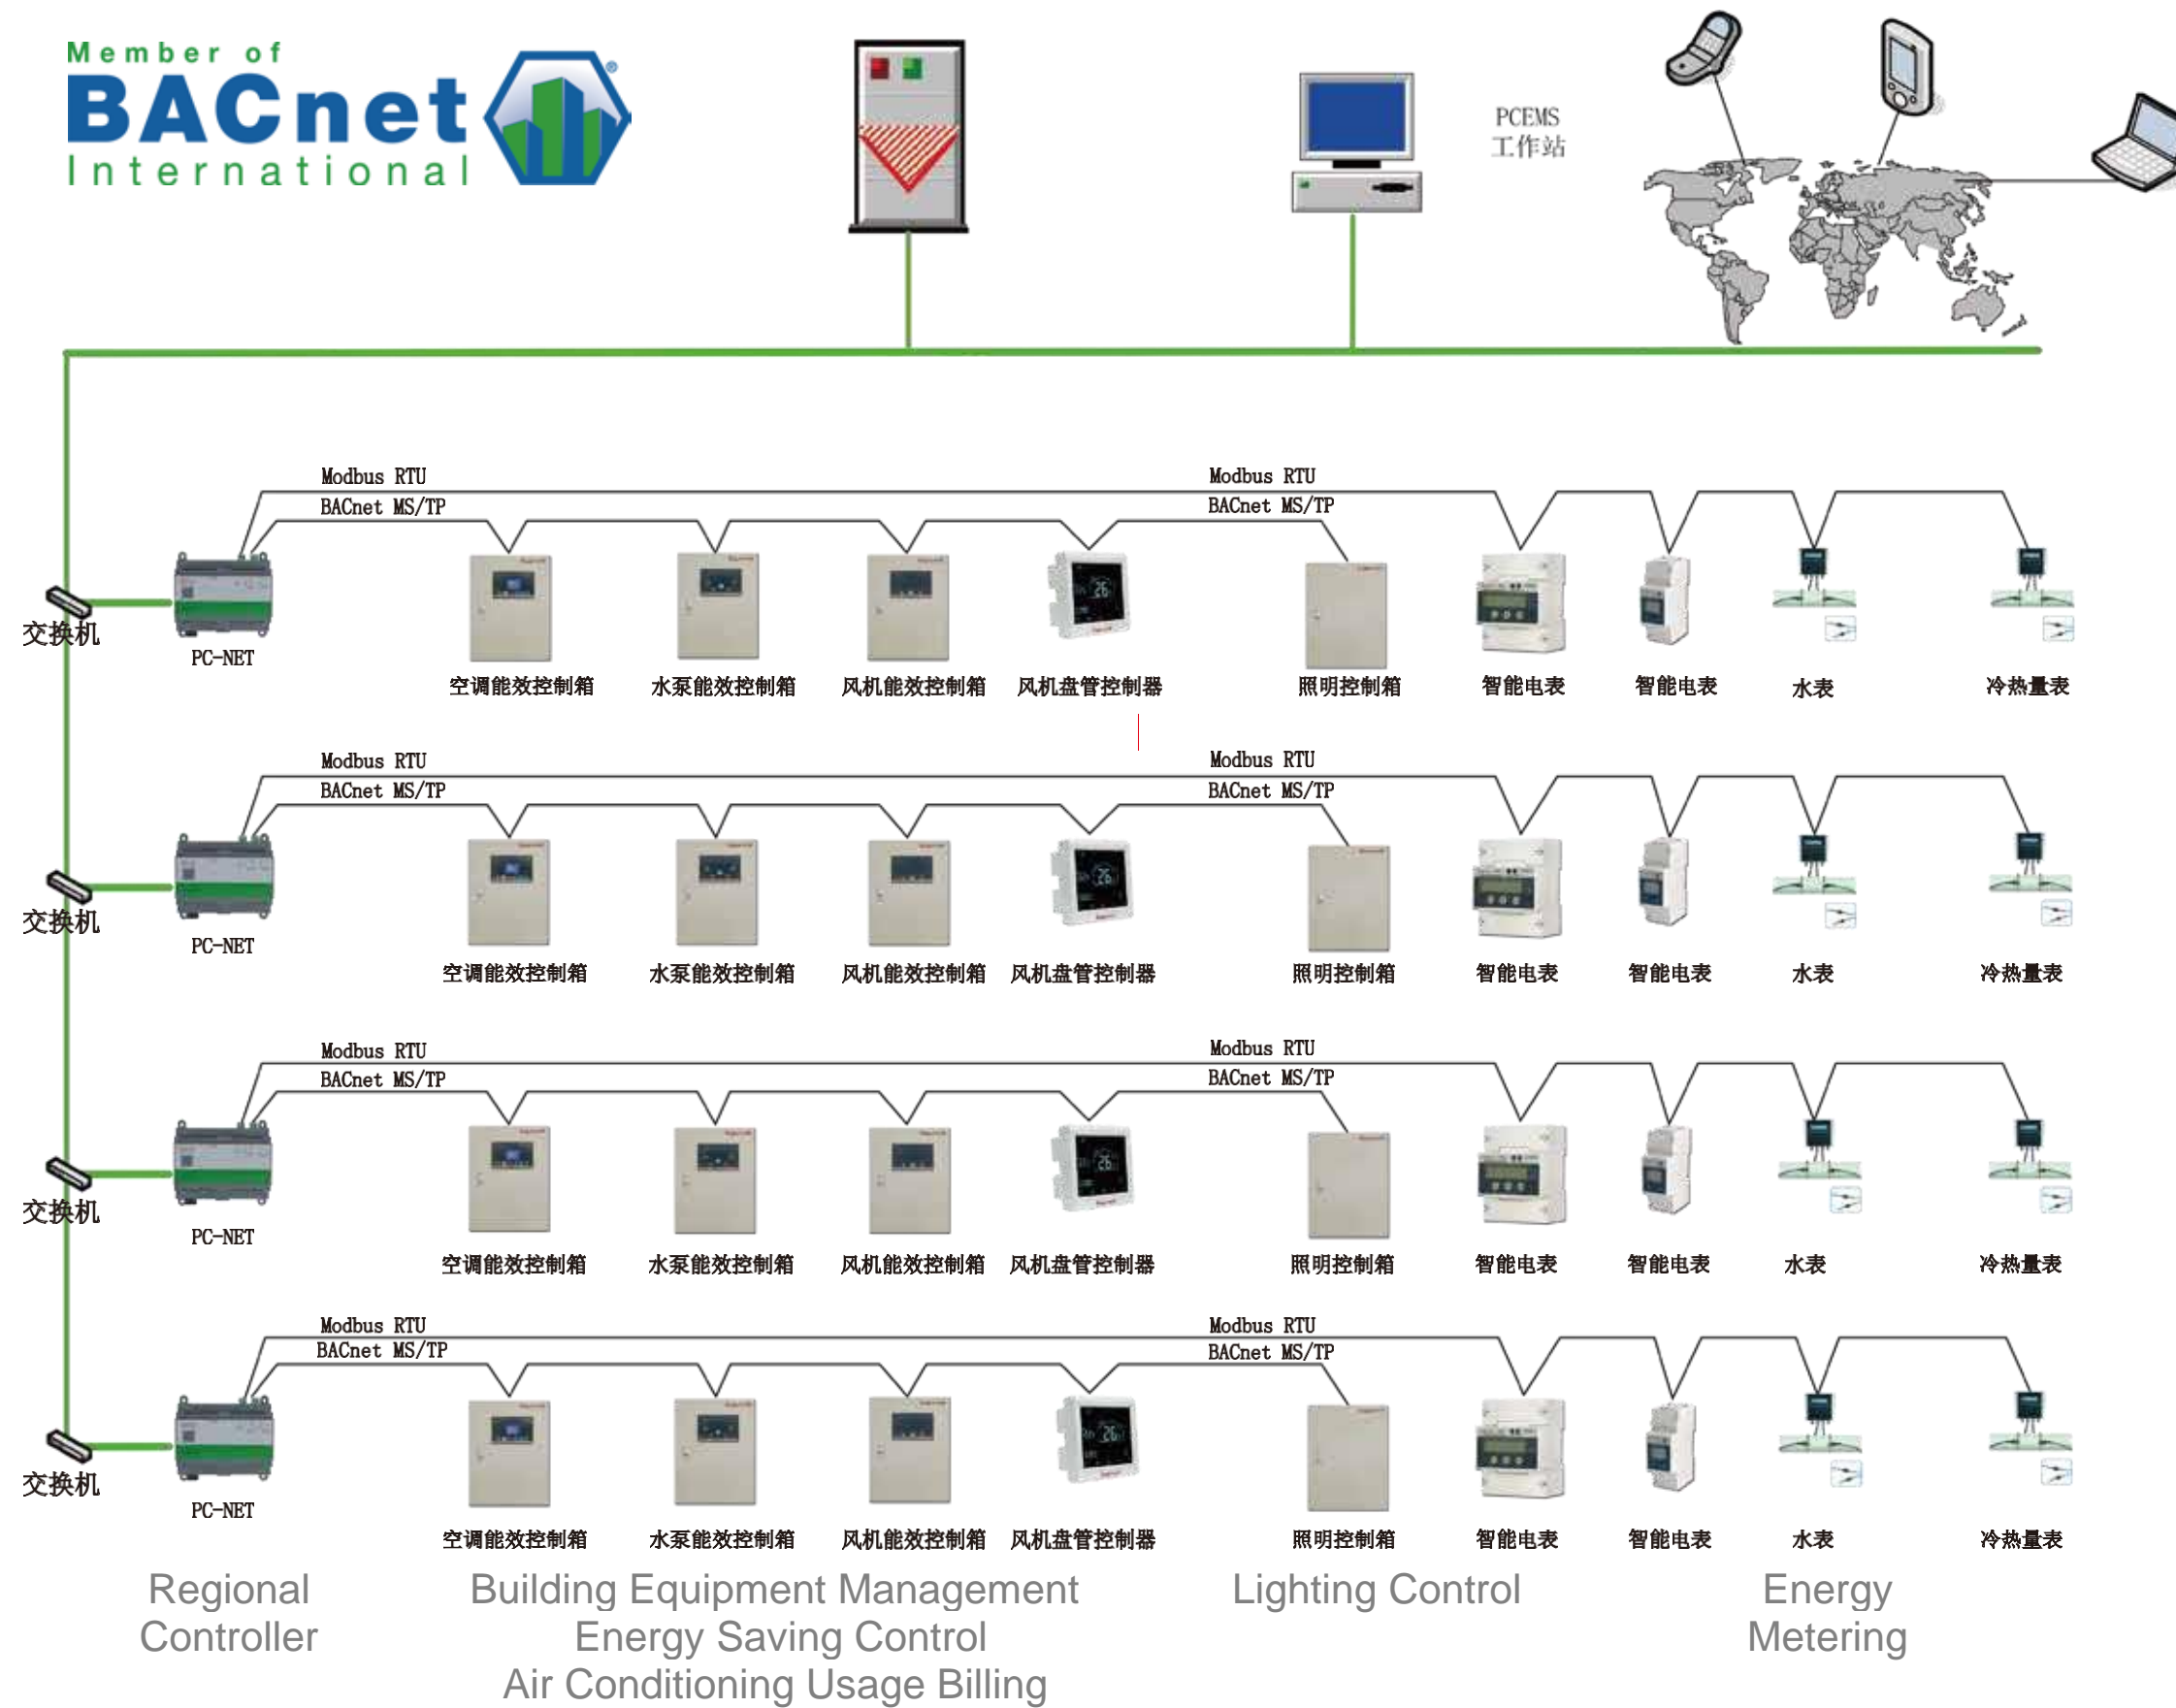 Member of
BACnet
®
International
PCEMS
工作站
Modbus RTU
Modbus RTU
BACnet MS/TP
BACnet MS/TP
交换机
PC-NET
空调能效控制箱
水泵能效控制箱
风机能效控制箱
风机盘管控制器
照明控制箱
智能电表
智能电表
水表
冷热量表
Modbus RTU
Modbus RTU
BACnet MS/TP
BACnet MS/TP
交换机
PC-NET
空调能效控制箱
水泵能效控制箱
风机能效控制箱
风机盘管控制器
照明控制箱
智能电表
智能电表
水表
冷热量表
Modbus RTU
Modbus RTU
BACnet MS/TP
BACnet MS/TP
交换机
PC-NET
空调能效控制箱
水泵能效控制箱
风机能效控制箱
风机盘管控制器
照明控制箱
智能电表
智能电表
水表
冷热量表
Modbus RTU
Modbus RTU
BACnet MS/TP
BACnet MS/TP
交换机
PC-NET
空调能效控制箱
水泵能效控制箱
风机能效控制箱
风机盘管控制器
照明控制箱
智能电表
智能电表
水表
冷热量表
Regional
Controller
Building Equipment Management
Energy Saving Control
Air Conditioning Usage Billing
Lighting Control
Energy
Metering